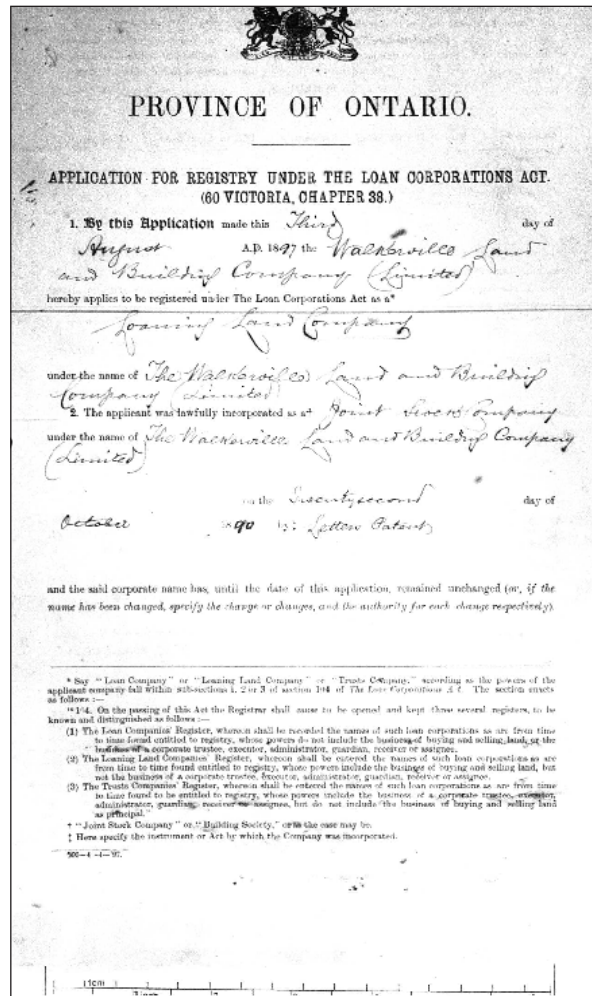 PROVINCE OF ONTARIO.
APPLICATION FOR REGISTRY UNDER THE LOAN CORPORATIONS ACT.
(60 VICTORIA, CHAPTER 38.)
1. By this Application made this Third day of
August A.D. 1897 the Walkerville Land
and Building Company (Limited)
hereby applies to be registered under The Loan Corporations Act as a*
Loaning Land Company
under the name of The Walkerville Land and Building
Company (Limited)
2. The applicant was lawfully incorporated as a† Joint Stock Company
under the name of The Walkerville Land and Building Company
(Limited)
on the Twenty second day of
October 1890 by‡ Letters Patent
and the said corporate name has, until the date of this application, remained unchanged (or, if the
name has been changed, specify the change or changes, and the authority for each change respectively).
* Say "Loan Company" or "Loaning Land Company" or "Trusts Company," according as the powers of the
applicant company fall within sub-sections 1, 2 or 3 of section 104 of The Loan Corporations Act. The section enacts
as follows :—
"104. On the passing of this Act the Registrar shall cause to be opened and kept three several registers, to be
known and distinguished as follows :—
(1) The Loan Companies' Register, whereon shall be recorded the names of such loan corporations as are from time
to time found entitled to registry, whose powers do not include the business of buying and selling land, or the
business of a corporate trustee, executor, administrator, guardian, receiver or assignee.
(2) The Loaning Land Companies' Register, whereon shall be entered the names of such loan corporations as are
from time to time found entitled to registry, whose powers include the business of buying and selling land, but
not the business of a corporate trustee, executor, administrator, guardian, receiver or assignee.
(3) The Trusts Companies' Register, whereon shall be entered the names of such loan corporations as are from time
to time found to be entitled to registry, whose powers include the business of a corporate trustee, executor,
administrator, guardian, receiver or assignee, but do not include the business of buying and selling land
as principal."
† "Joint Stock Company" or, "Building Society," or as the case may be.
‡ Here specify the instrument or Act by which the Company was incorporated.
1cm